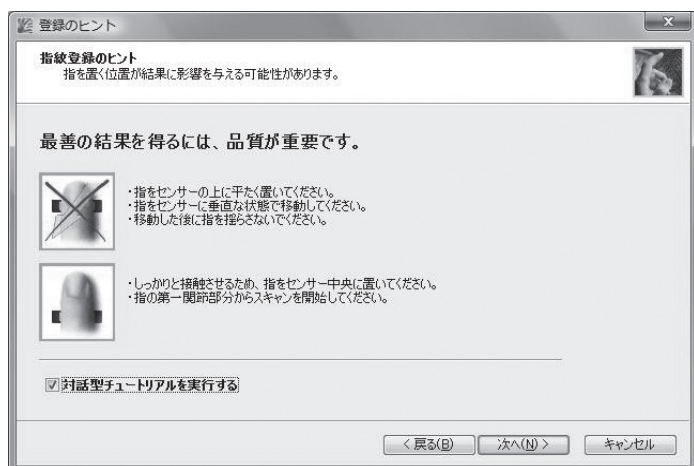 登録のヒント
指紋登録のヒント
指を置く位置が結果に影響を与える可能性があります。
最善の結果を得るには、品質が重要です。
・指をセンサーの上に平たく置いてください。
・指をセンサーに垂直な状態で移動してください。
・移動した後に指を揺らさないでください。
・しっかりと接触させるため、指をセンサー中央に置いてください。
・指の第一関節部分からスキャンを開始してください。
対話型チュートリアルを実行する
< 戻る(B) 次へ(N) > キャンセル